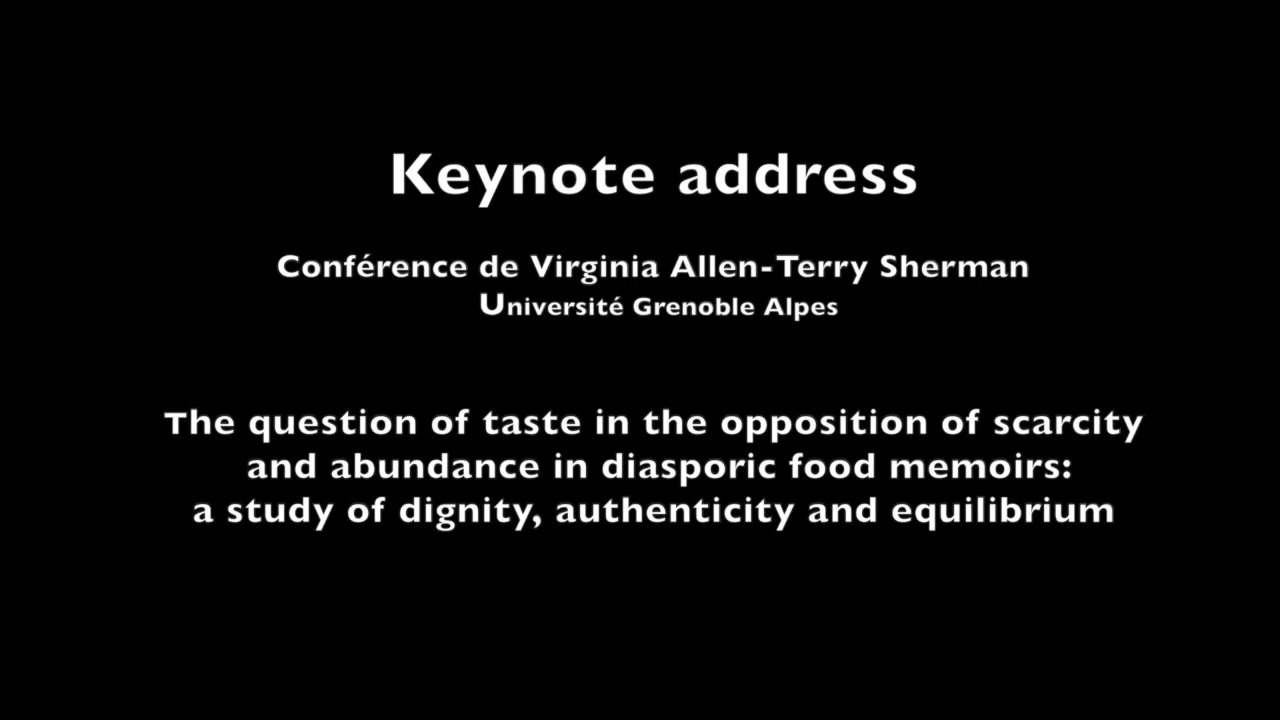 Keynote address
Conférence de Virginia Allen-Terry Sherman
Université Grenoble Alpes
The question of taste in the opposition of scarcity
and abundance in diasporic food memoirs:
a study of dignity, authenticity and equilibrium